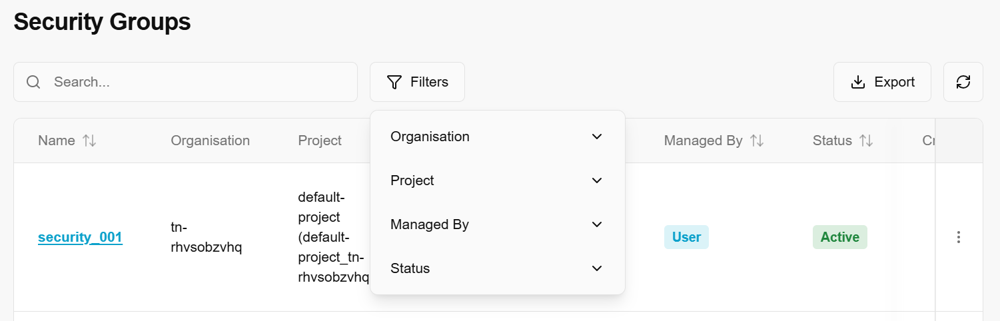 Security Groups
Search...
Filters
Export
Name
Organisation
Project
Managed By
Status
Cr
Organisation
Project
Managed By
Status
security_001
tn-
rhvsobzvhq
default-
project
(default-
project_tn-
rhvsobzvhq
User
Active